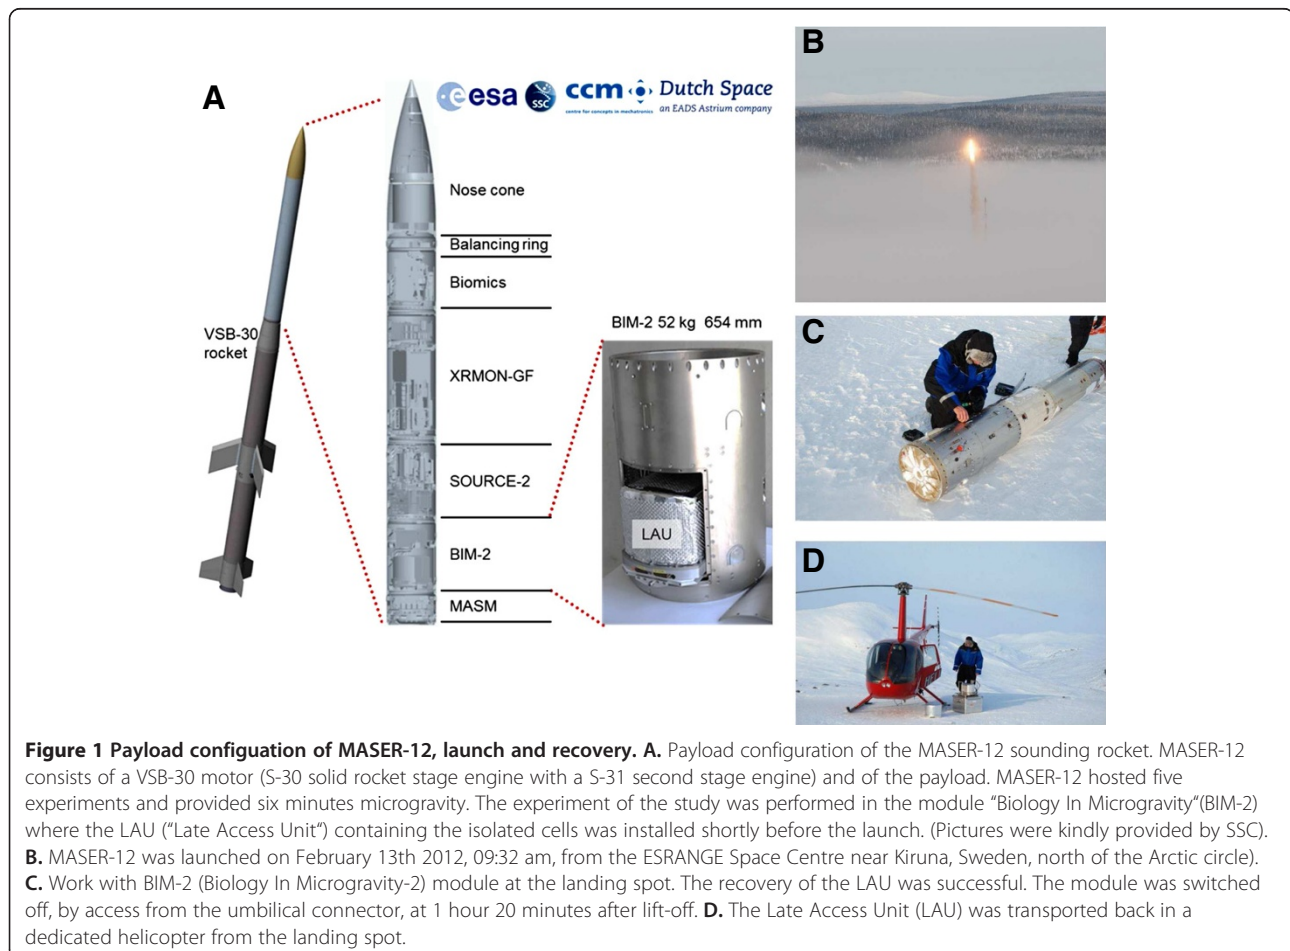 A
esa
SSC
ccm
centre for concepts in mechatronics
Dutch Space
an EADS Astrium company
Nose cone
Balancing ring
Biomics
VSB-30
rocket
XRMON-GF
SOURCE-2
BIM-2
MASM
BIM-2 52 kg 654 mm
LAU
B
C
D
Figure 1 Payload configuation of MASER-12, launch and recovery. A. Payload configuration of the MASER-12 sounding rocket. MASER-12
consists of a VSB-30 motor (S-30 solid rocket stage engine with a S-31 second stage engine) and of the payload. MASER-12 hosted five
experiments and provided six minutes microgravity. The experiment of the study was performed in the module “Biology In Microgravity“(BIM-2)
where the LAU (“Late Access Unit“) containing the isolated cells was installed shortly before the launch. (Pictures were kindly provided by SSC).
B. MASER-12 was launched on February 13th 2012, 09:32 am, from the ESRANGE Space Centre near Kiruna, Sweden, north of the Arctic circle).
C. Work with BIM-2 (Biology In Microgravity-2) module at the landing spot. The recovery of the LAU was successful. The module was switched
off, by access from the umbilical connector, at 1 hour 20 minutes after lift-off. D. The Late Access Unit (LAU) was transported back in a
dedicated helicopter from the landing spot.